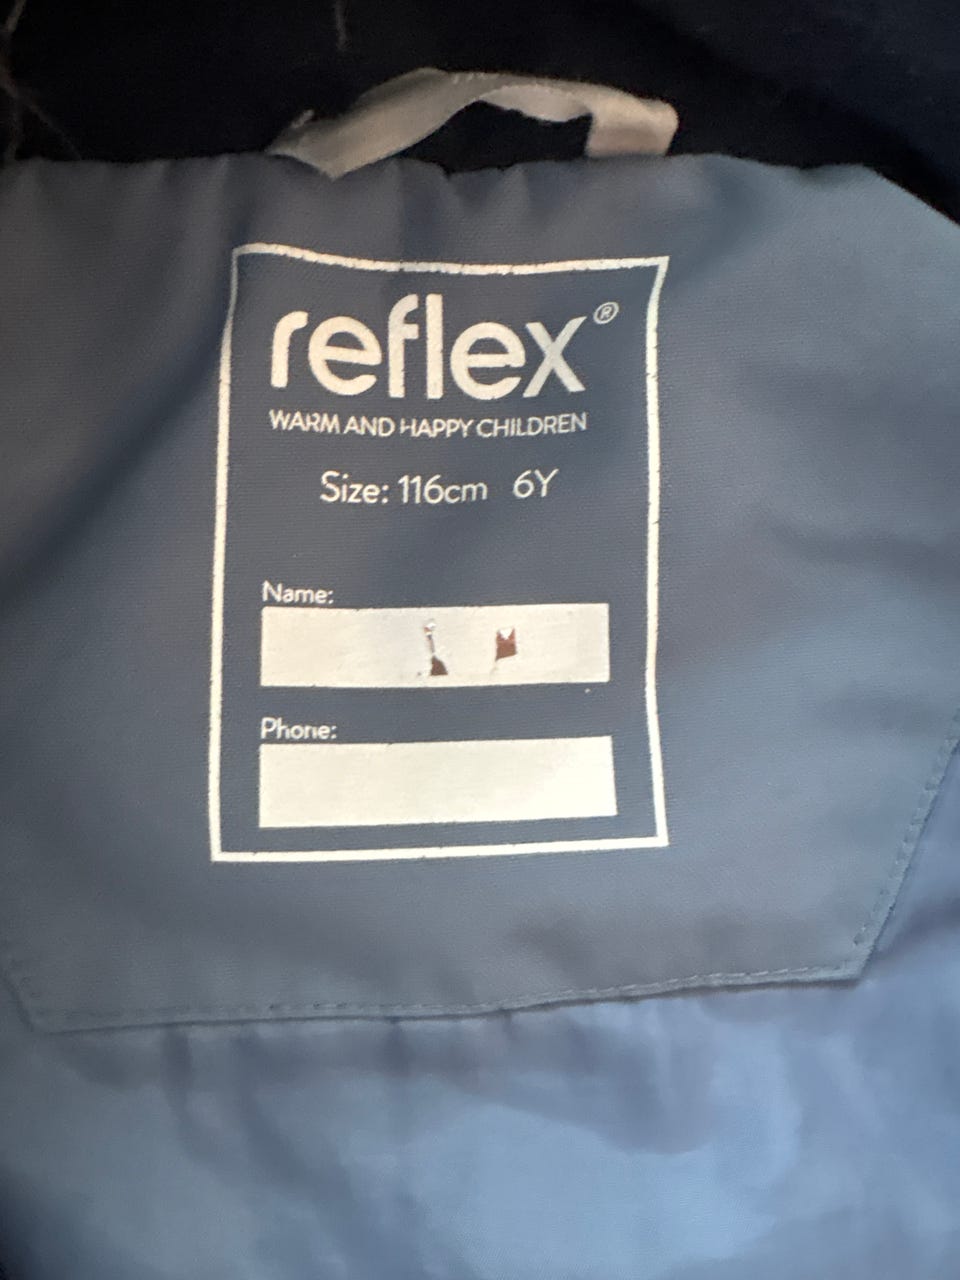 reflex®
WARM AND HAPPY CHILDREN
Size: 116cm 6Y
Name:
Phone: